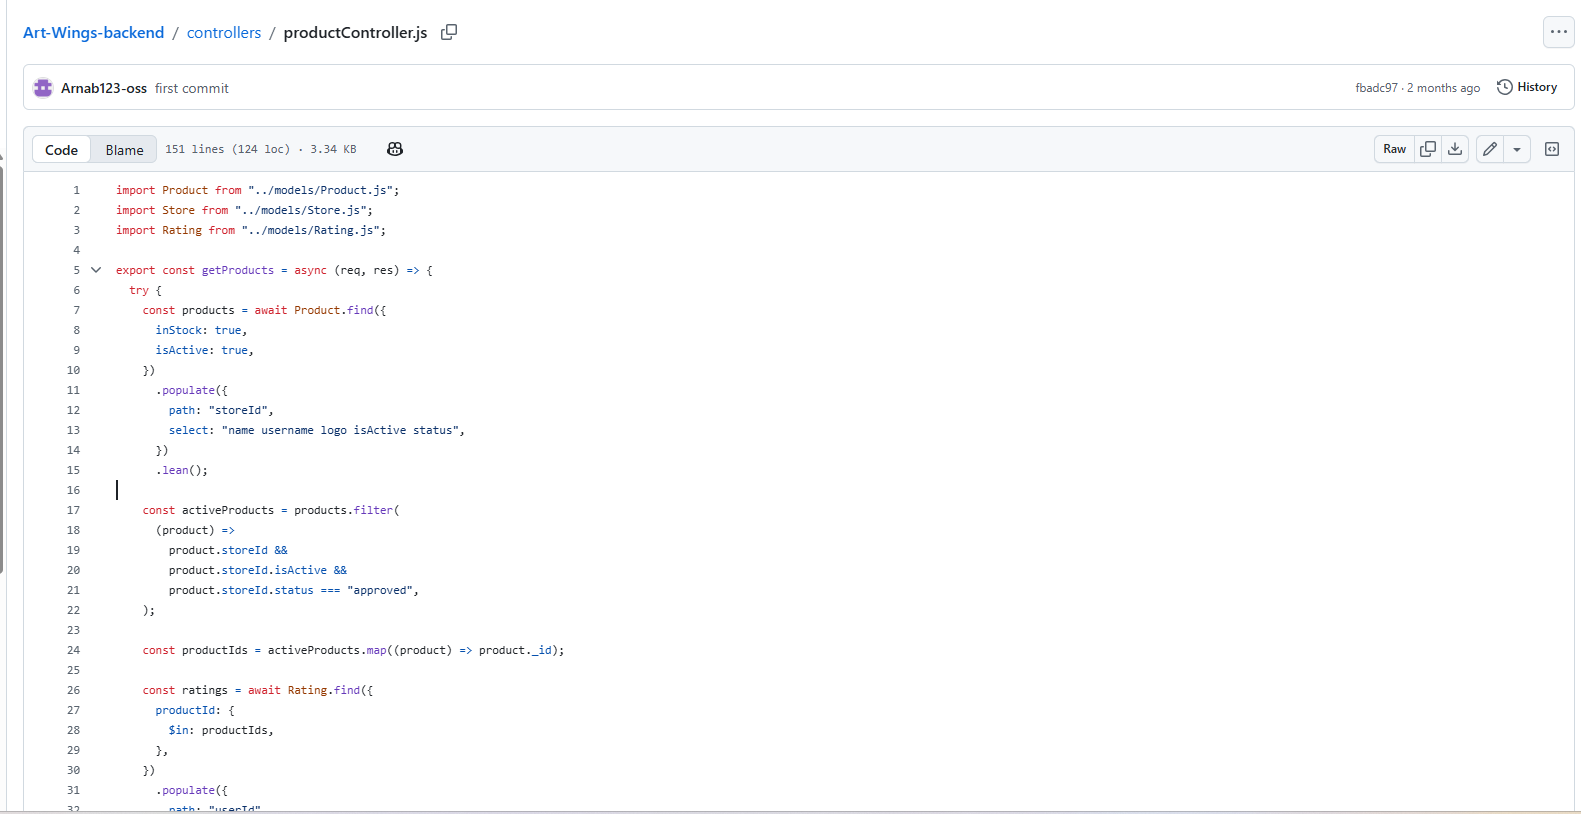 Art-Wings-backend / controllers / productController.js
Arnab123-oss first commit fbadc97 · 2 months ago History
Code Blame 151 lines (124 loc) · 3.34 KB Raw
1 import Product from "../models/Product.js";
2 import Store from "../models/Store.js";
3 import Rating from "../models/Rating.js";
4
5 export const getProducts = async (req, res) => {
6 try {
7 const products = await Product.find({
8 inStock: true,
9 isActive: true,
10 })
11 .populate({
12 path: "storeId",
13 select: "name username logo isActive status",
14 })
15 .lean();
16
17 const activeProducts = products.filter(
18 (product) =>
19 product.storeId &&
20 product.storeId.isActive &&
21 product.storeId.status === "approved",
22 );
23
24 const productIds = activeProducts.map((product) => product._id);
25
26 const ratings = await Rating.find({
27 productId: {
28 $in: productIds,
29 },
30 })
31 .populate({
32 path: "userId"